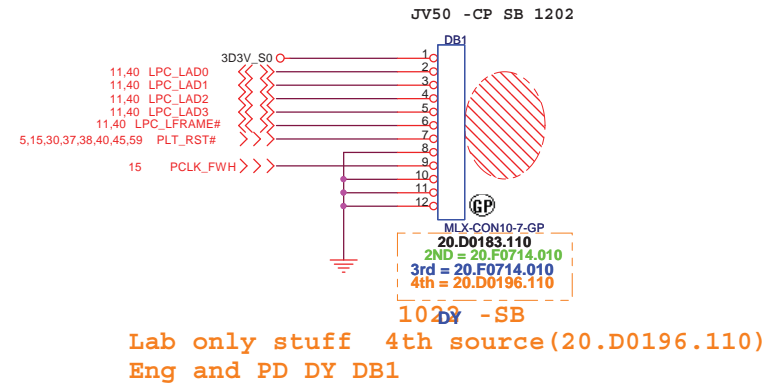 JV50 -CP SB 1202
DB1
3D3V_S0
1
11,40 LPC_LAD0
2
11,40 LPC_LAD1
3
11,40 LPC_LAD2
4
11,40 LPC_LAD3
5
11,40 LPC_LFRAME#
6
5,15,30,37,38,40,45,59 PLT_RST#
7
8
15 PCLK_FWH
9
10
11
12
GP
MLX-CON10-7-GP
20.D0183.110
2ND = 20.F0714.010
3rd = 20.F0714.010
4th = 20.D0196.110
1022 -SB
DY
Lab only stuff 4th source(20.D0196.110)
Eng and PD DY DB1